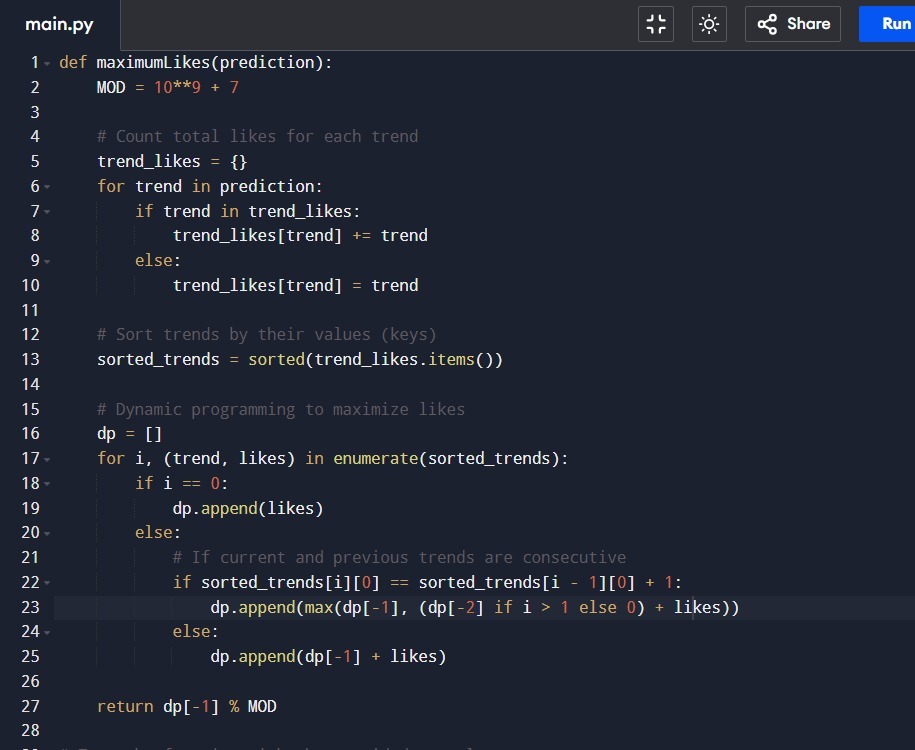 main.py
Share
Run
1 def maximumLikes(prediction):
2     MOD = 10**9 + 7
3
4     # Count total likes for each trend
5     trend_likes = {}
6     for trend in prediction:
7         if trend in trend_likes:
8             trend_likes[trend] += trend
9         else:
10             trend_likes[trend] = trend
11
12     # Sort trends by their values (keys)
13     sorted_trends = sorted(trend_likes.items())
14
15     # Dynamic programming to maximize likes
16     dp = []
17     for i, (trend, likes) in enumerate(sorted_trends):
18         if i == 0:
19             dp.append(likes)
20         else:
21             # If current and previous trends are consecutive
22             if sorted_trends[i][0] == sorted_trends[i - 1][0] + 1:
23                 dp.append(max(dp[-1], (dp[-2] if i > 1 else 0) + likes))
24             else:
25                 dp.append(dp[-1] + likes)
26
27     return dp[-1] % MOD
28